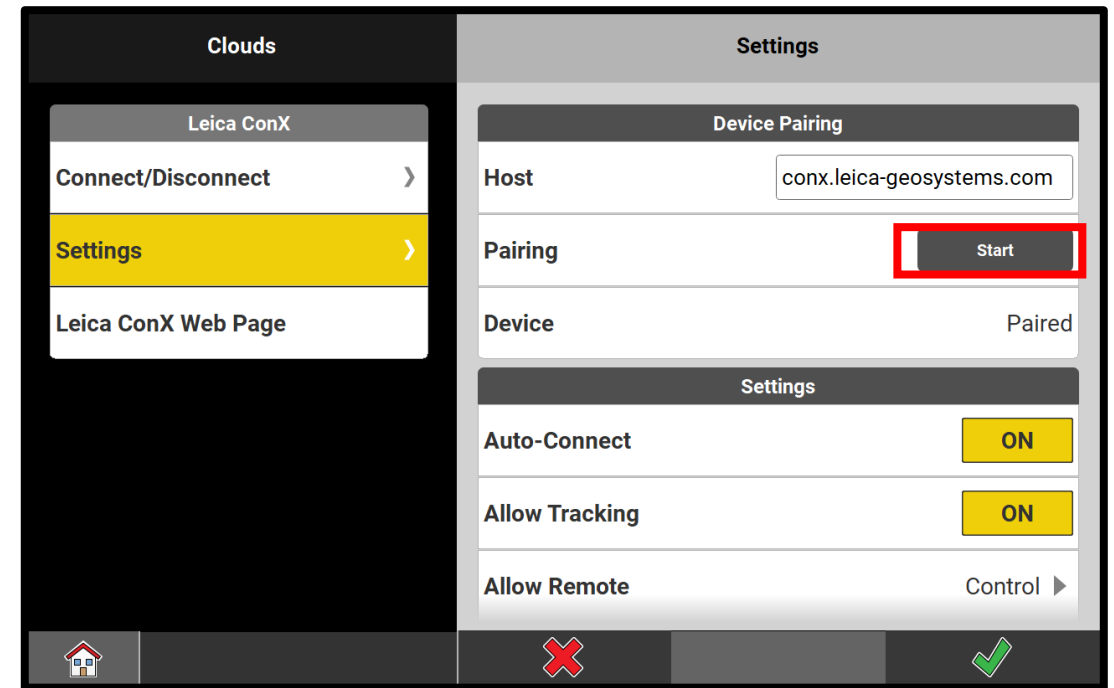 Clouds
Settings
Leica ConX
Connect/Disconnect
Settings
Leica ConX Web Page
Device Pairing
Host conx.leica-geosystems.com
Pairing Start
Device Paired
Settings
Auto-Connect ON
Allow Tracking ON
Allow Remote Control